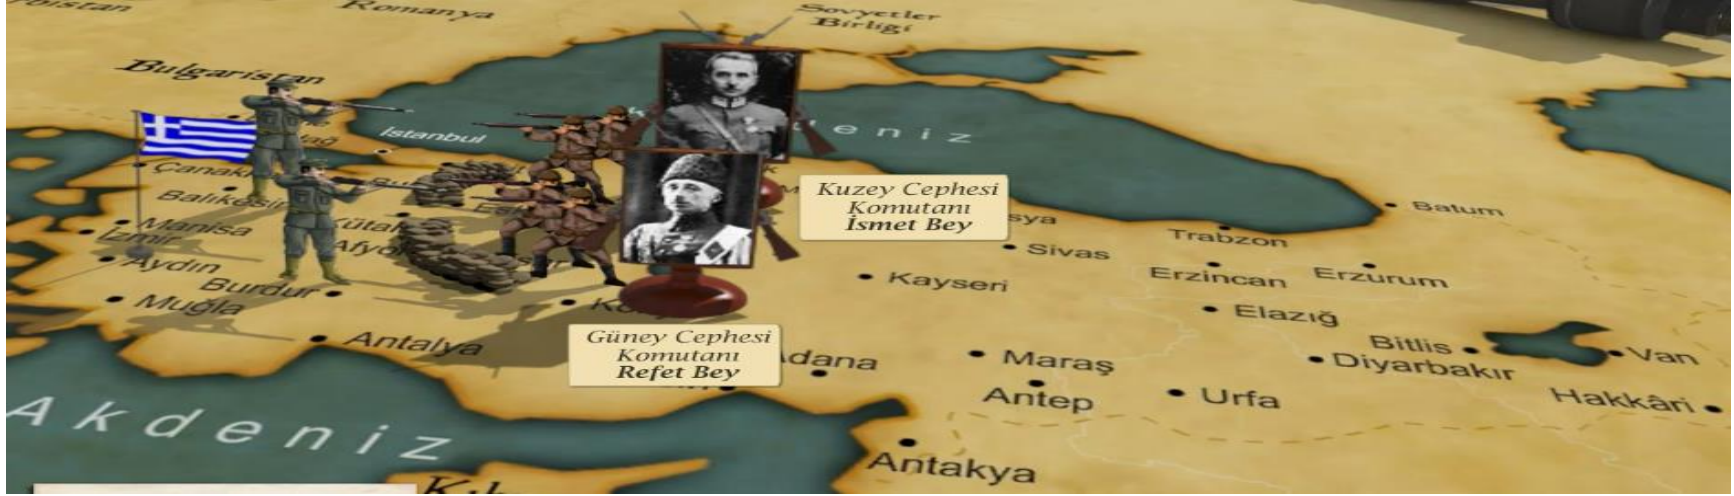 Romanya
Sovyetler
Birliği
Bulgaristan
İstanbul
Balıkesir
Manisa
İzmir
Aydın
Burdur
Muğla
Antalya
Kuzey Cephesi
Komutanı
İsmet Bey
Güney Cephesi
Komutanı
Refet Bey
Batum
Trabzon
Sivas
Kayseri
Erzincan
Erzurum
Elazığ
Maraş
Bitlis
Van
Diyarbakır
Antep
Urfa
Hakkâri
Akdeniz
Antakya